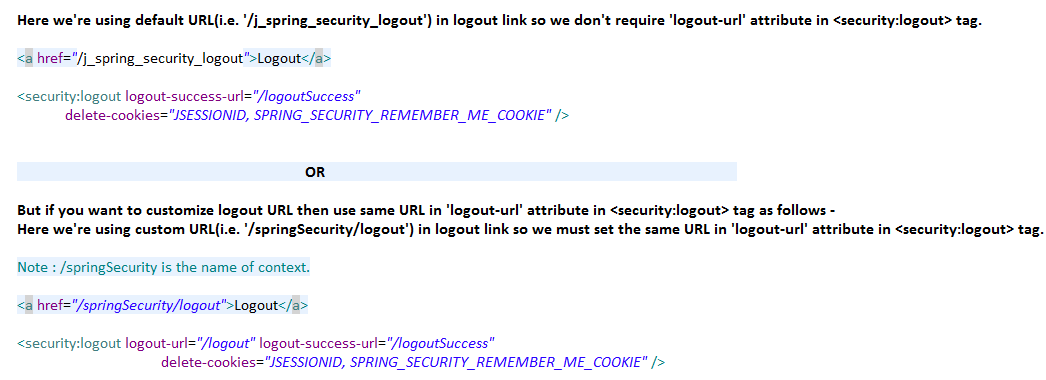 Here we're using default URL(i.e. '/j_spring_security_logout') in logout link so we don't require 'logout-url' attribute in <security:logout> tag.
<a href="/j_spring_security_logout">Logout</a>
<security:logout logout-success-url="/logoutSuccess"
delete-cookies="JSESSIONID, SPRING_SECURITY_REMEMBER_ME_COOKIE" />
OR
But if you want to customize logout URL then use same URL in 'logout-url' attribute in <security:logout> tag as follows -
Here we're using custom URL(i.e. '/springSecurity/logout') in logout link so we must set the same URL in 'logout-url' attribute in <security:logout> tag.
Note : /springSecurity is the name of context.
<a href="/springSecurity/logout">Logout</a>
<security:logout logout-url="/logout" logout-success-url="/logoutSuccess"
delete-cookies="JSESSIONID, SPRING_SECURITY_REMEMBER_ME_COOKIE" />